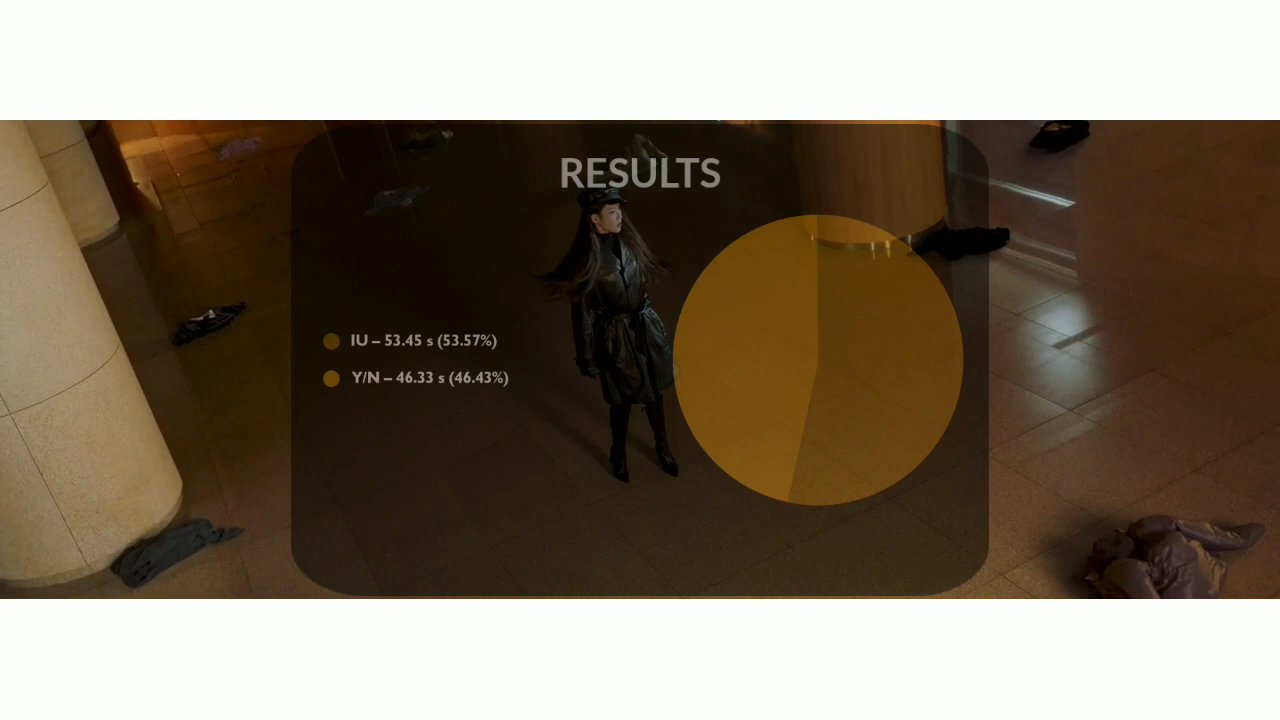 RESULTS
IU – 53.45 s (53.57%)
Y/N – 46.33 s (46.43%)